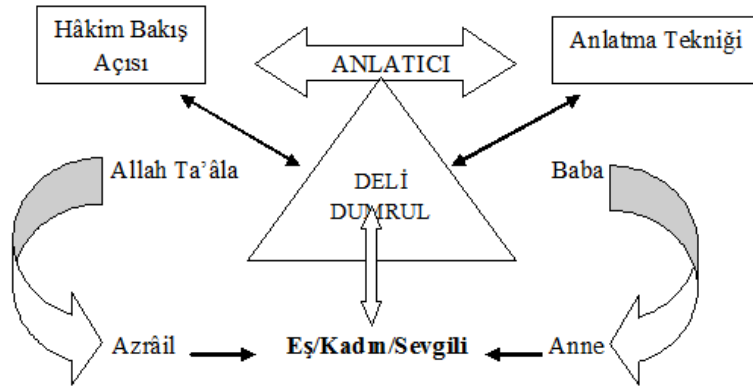 Hâkim Bakış
Açısı
ANLATICI
Anlatma Tekniği
Allah Ta’âla
DELİ
DUMRUL
Baba
Azrâil
Eş/Kadın/Sevgili
Anne